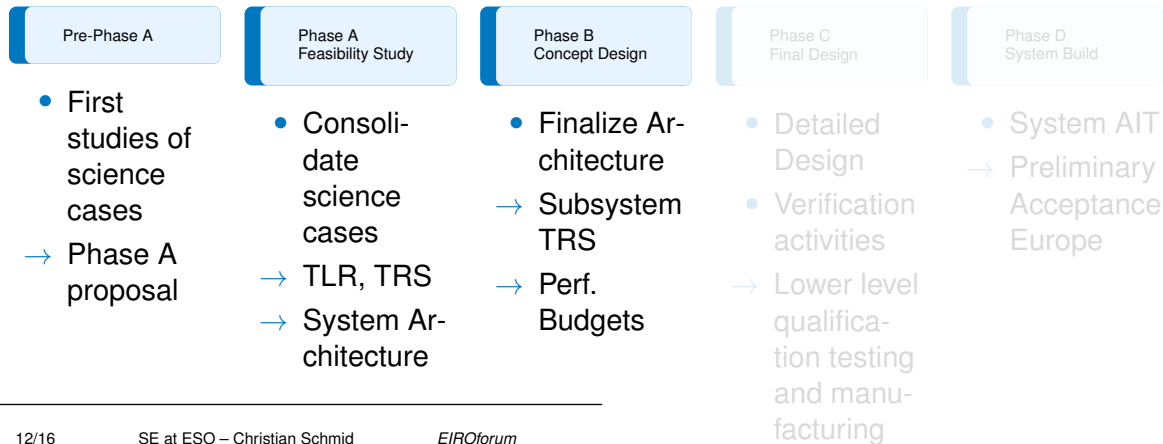 Pre-Phase A
• First
studies of
science
cases
→ Phase A
proposal
Phase A
Feasibility Study
• Consoli-
date
science
cases
→ TLR, TRS
→ System Ar-
chitecture
Phase B
Concept Design
• Finalize Ar-
chitecture
→ Subsystem
TRS
→ Perf.
Budgets
Phase C
Final Design
• Detailed
Design
• Verification
activities
→ Lower level
qualifica-
tion testing
and manu-
facturing
Phase D
System Build
• System AIT
→ Preliminary
Acceptance
Europe
12/16 SE at ESO – Christian Schmid EIROforum